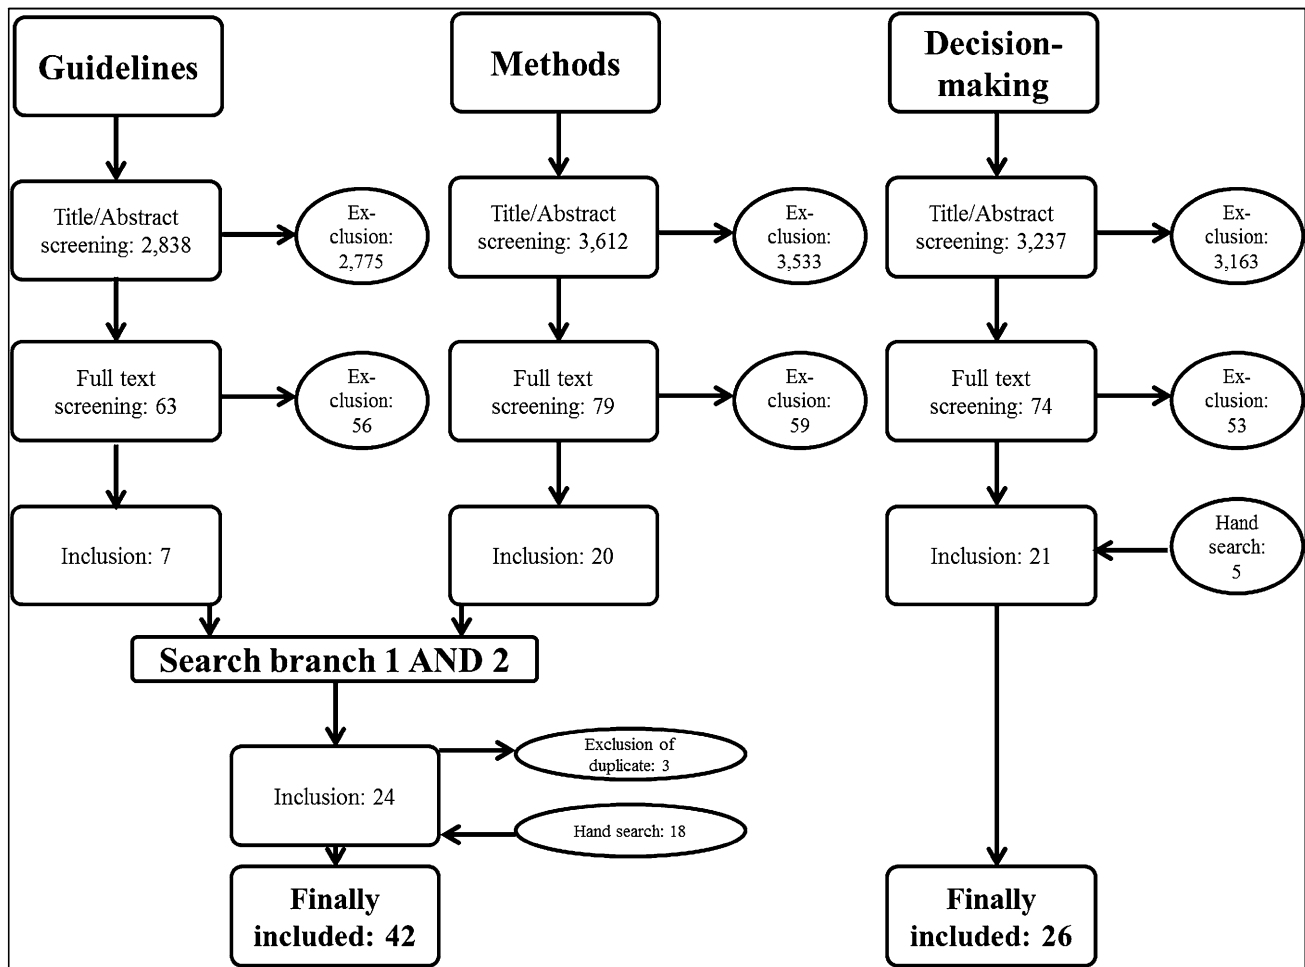 Guidelines
Methods
Decision-
making
Title/Abstract
screening: 2,838
Ex-
clusion:
2,775
Title/Abstract
screening: 3,612
Ex-
clusion:
3,533
Title/Abstract
screening: 3,237
Ex-
clusion:
3,163
Full text
screening: 63
Ex-
clusion:
56
Full text
screening: 79
Ex-
clusion:
59
Full text
screening: 74
Ex-
clusion:
53
Inclusion: 7
Inclusion: 20
Inclusion: 21
Hand
search:
5
Search branch 1 AND 2
Inclusion: 24
Exclusion of
duplicate: 3
Hand search: 18
Finally
included: 42
Finally
included: 26